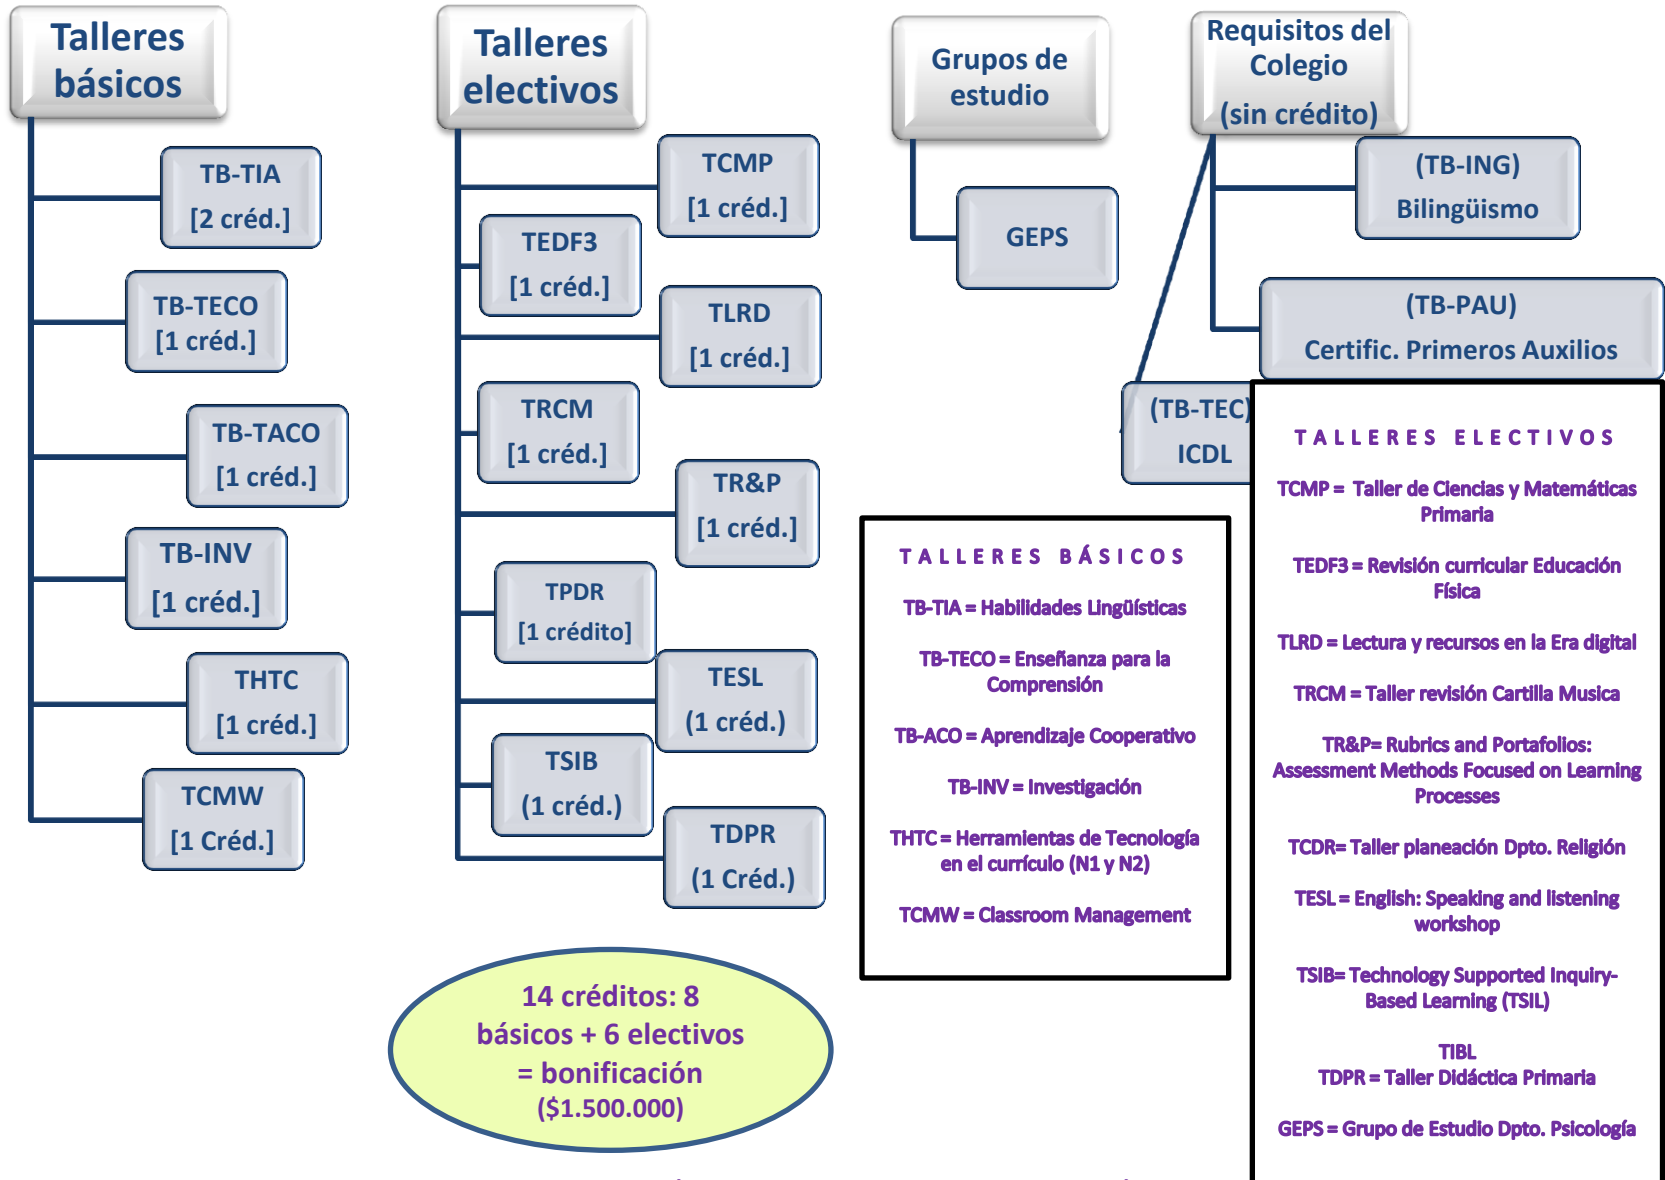 Talleres
básicos
TB-TIA
[2 créd.]
TB-TECO
[1 créd.]
TB-TACO
[1 créd.]
TB-INV
[1 créd.]
THTC
[1 créd.]
TCMW
[1 Créd.]
Talleres
electivos
TCMP
[1 créd.]
TEDF3
[1 créd.]
TLRD
[1 créd.]
TRCM
[1 créd.]
TR&P
[1 créd.]
TPDR
[1 crédito]
TESL
(1 créd.)
TSIB
(1 créd.)
TDPR
(1 Créd.)
14 créditos: 8
básicos + 6 electivos
= bonificación
($1.500.000)
Grupos de
estudio
GEPS
Requisitos del
Colegio
(sin crédito)
(TB-ING)
Bilingüismo
(TB-PAU)
Certific. Primeros Auxilios
(TB-TEC)
ICDL
TALLERES BÁSICOS
TB-TIA = Habilidades Lingüísticas
TB-TECO = Enseñanza para la
Comprensión
TB-ACO = Aprendizaje Cooperativo
TB-INV = Investigación
THTC = Herramientas de Tecnología
en el currículo (N1 y N2)
TCMW = Classroom Management
TALLERES ELECTIVOS
TCMP = Taller de Ciencias y Matemáticas
Primaria
TEDF3 = Revisión curricular Educación
Física
TLRD = Lectura y recursos en la Era digital
TRCM = Taller revisión Cartilla Musica
TR&P= Rubrics and Portafolios:
Assessment Methods Focused on Learning
Processes
TCDR= Taller planeación Dpto. Religión
TESL = English: Speaking and listening
workshop
TSIB= Technology Supported Inquiry-
Based Learning (TSIL)
TIBL
TDPR = Taller Didáctica Primaria
GEPS = Grupo de Estudio Dpto. Psicología